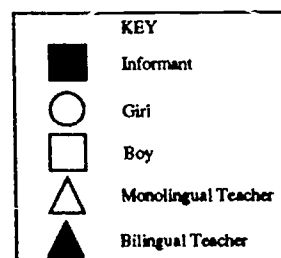 KEY
Informant
Girl
Boy
Monolingual Teacher
Bilingual Teacher